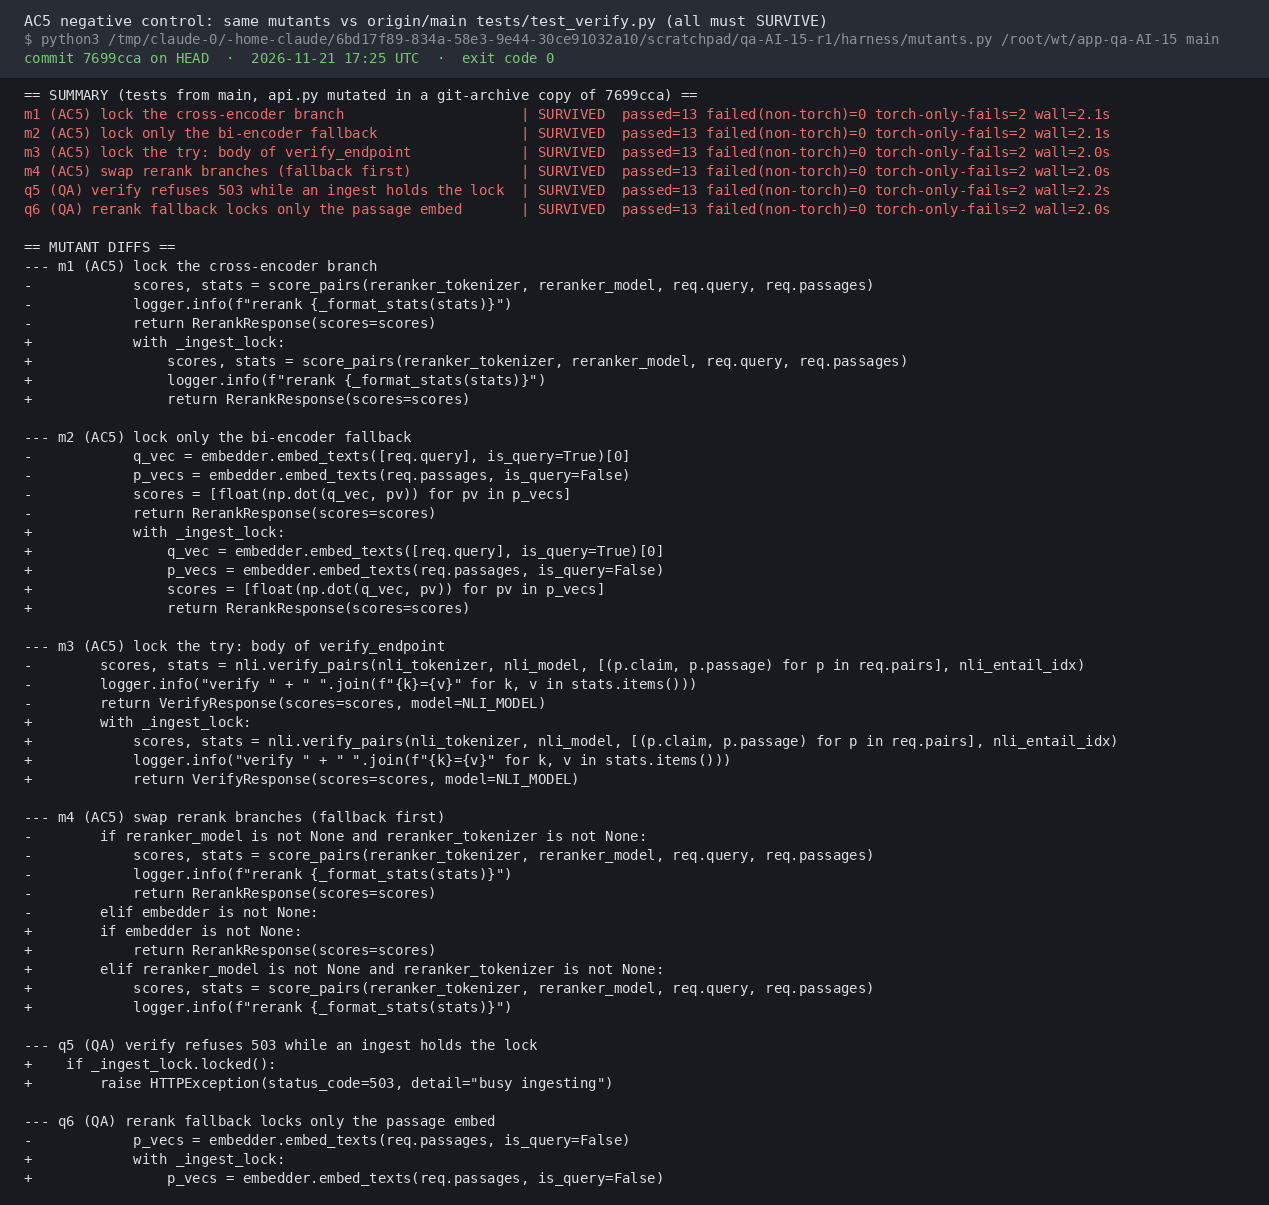 AC5 negative control: same mutants vs origin/main tests/test_verify.py (all must SURVIVE)
$ python3 /tmp/claude-0/-home-claude/6bd17f89-834a-58e3-9e44-30ce91032a10/scratchpad/qa-AI-15-r1/harness/mutants.py /root/wt/app-qa-AI-15 main
commit 7699cca on HEAD  ·  2026-11-21 17:25 UTC  ·  exit code 0
== SUMMARY (tests from main, api.py mutated in a git-archive copy of 7699cca) ==
m1 (AC5) lock the cross-encoder branch                     | SURVIVED  passed=13 failed(non-torch)=0 torch-only-fails=2 wall=2.1s
m2 (AC5) lock only the bi-encoder fallback                 | SURVIVED  passed=13 failed(non-torch)=0 torch-only-fails=2 wall=2.1s
m3 (AC5) lock the try: body of verify_endpoint             | SURVIVED  passed=13 failed(non-torch)=0 torch-only-fails=2 wall=2.0s
m4 (AC5) swap rerank branches (fallback first)             | SURVIVED  passed=13 failed(non-torch)=0 torch-only-fails=2 wall=2.0s
q5 (QA) verify refuses 503 while an ingest holds the lock  | SURVIVED  passed=13 failed(non-torch)=0 torch-only-fails=2 wall=2.2s
q6 (QA) rerank fallback locks only the passage embed       | SURVIVED  passed=13 failed(non-torch)=0 torch-only-fails=2 wall=2.0s

== MUTANT DIFFS ==
--- m1 (AC5) lock the cross-encoder branch
-            scores, stats = score_pairs(reranker_tokenizer, reranker_model, req.query, req.passages)
-            logger.info(f"rerank {_format_stats(stats)}")
-            return RerankResponse(scores=scores)
+            with _ingest_lock:
+                scores, stats = score_pairs(reranker_tokenizer, reranker_model, req.query, req.passages)
+                logger.info(f"rerank {_format_stats(stats)}")
+                return RerankResponse(scores=scores)

--- m2 (AC5) lock only the bi-encoder fallback
-            q_vec = embedder.embed_texts([req.query], is_query=True)[0]
-            p_vecs = embedder.embed_texts(req.passages, is_query=False)
-            scores = [float(np.dot(q_vec, pv)) for pv in p_vecs]
-            return RerankResponse(scores=scores)
+            with _ingest_lock:
+                q_vec = embedder.embed_texts([req.query], is_query=True)[0]
+                p_vecs = embedder.embed_texts(req.passages, is_query=False)
+                scores = [float(np.dot(q_vec, pv)) for pv in p_vecs]
+                return RerankResponse(scores=scores)

--- m3 (AC5) lock the try: body of verify_endpoint
-        scores, stats = nli.verify_pairs(nli_tokenizer, nli_model, [(p.claim, p.passage) for p in req.pairs], nli_entail_idx)
-        logger.info("verify " + " ".join(f"{k}={v}" for k, v in stats.items()))
-        return VerifyResponse(scores=scores, model=NLI_MODEL)
+        with _ingest_lock:
+            scores, stats = nli.verify_pairs(nli_tokenizer, nli_model, [(p.claim, p.passage) for p in req.pairs], nli_entail_idx)
+            logger.info("verify " + " ".join(f"{k}={v}" for k, v in stats.items()))
+            return VerifyResponse(scores=scores, model=NLI_MODEL)

--- m4 (AC5) swap rerank branches (fallback first)
-        if reranker_model is not None and reranker_tokenizer is not None:
-            scores, stats = score_pairs(reranker_tokenizer, reranker_model, req.query, req.passages)
-            logger.info(f"rerank {_format_stats(stats)}")
-            return RerankResponse(scores=scores)
-        elif embedder is not None:
+        if embedder is not None:
+            return RerankResponse(scores=scores)
+        elif reranker_model is not None and reranker_tokenizer is not None:
+            scores, stats = score_pairs(reranker_tokenizer, reranker_model, req.query, req.passages)
+            logger.info(f"rerank {_format_stats(stats)}")

--- q5 (QA) verify refuses 503 while an ingest holds the lock
+    if _ingest_lock.locked():
+        raise HTTPException(status_code=503, detail="busy ingesting")

--- q6 (QA) rerank fallback locks only the passage embed
-            p_vecs = embedder.embed_texts(req.passages, is_query=False)
+            with _ingest_lock:
+                p_vecs = embedder.embed_texts(req.passages, is_query=False)